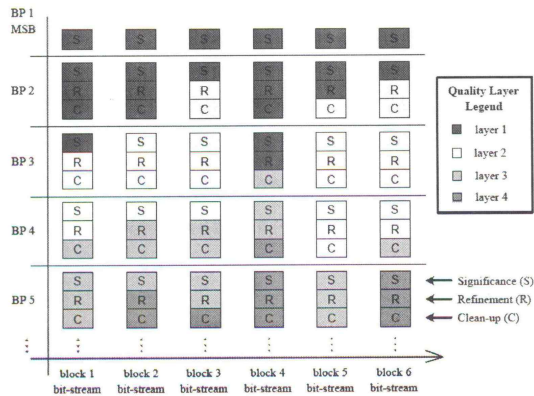 BP 1
MSB
S S S S S S
BP 2
S S S S S S
R R R R R R
C C C C C C
BP 3
S S S S S S
R R R R R R
C C C C C C
BP 4
S S S S S S
R R R R R R
C C C C C C
BP 5
S S S S S S
R R R R R R
C C C C C C
Quality Layer
Legend
layer 1
layer 2
layer 3
layer 4
Significance (S)
Refinement (R)
Clean-up (C)
block 1 block 2 block 3 block 4 block 5 block 6
bit-stream bit-stream bit-stream bit-stream bit-stream bit-stream